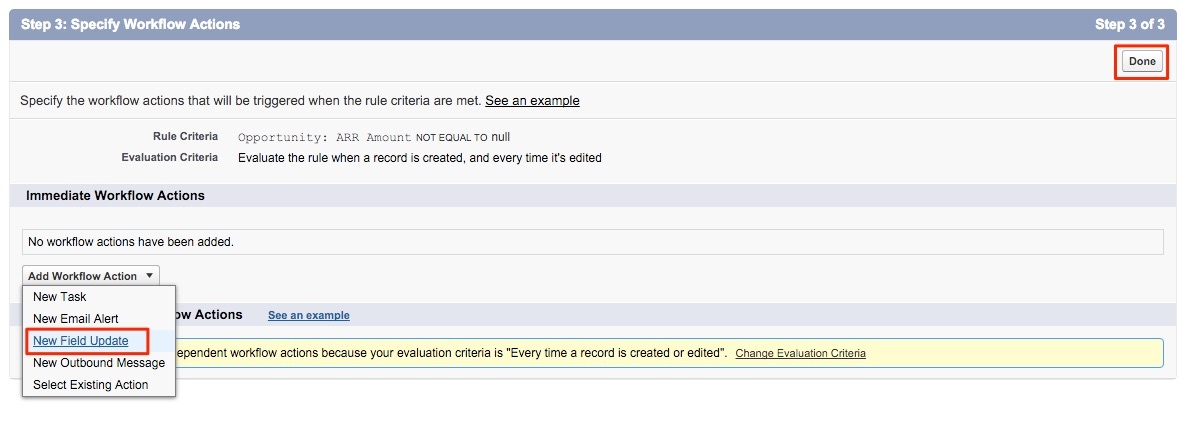 Step 3: Specify Workflow Actions Step 3 of 3
Done
Specify the workflow actions that will be triggered when the rule criteria are met. See an example
Rule Criteria Opportunity: ARR Amount NOT EQUAL TO null
Evaluation Criteria Evaluate the rule when a record is created, and every time it's edited
Immediate Workflow Actions
No workflow actions have been added.
Add Workflow Action
New Task
New Email Alert
Actions See an example
New Field Update
workflow actions because your evaluation criteria is "Every time a record is created or edited". Change Evaluation Criteria
New Outbound Message
Select Existing Action